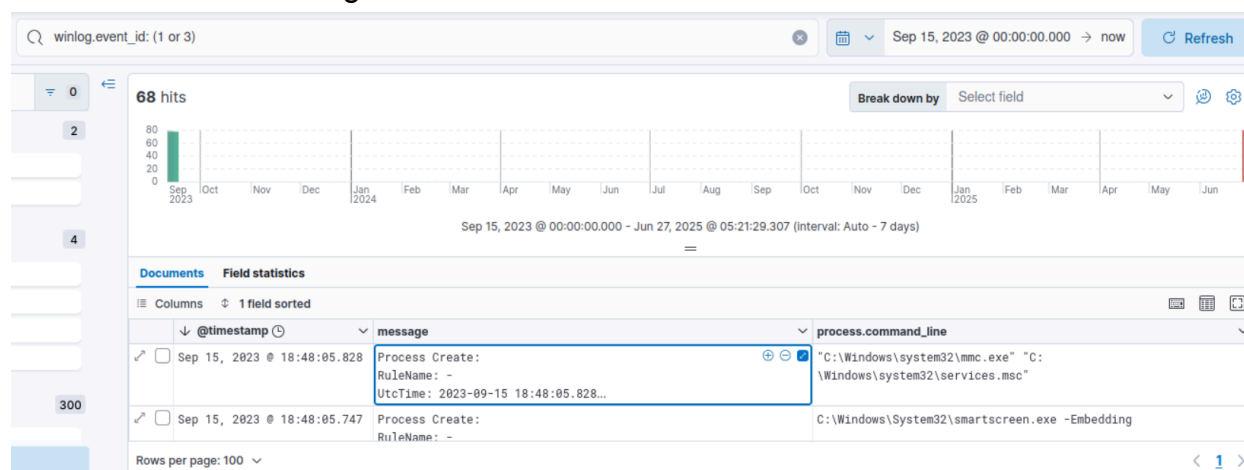 winlog.event_id: (1 or 3)
Sep 15, 2023 @ 00:00:00.000 → now
Refresh
0
68 hits
Break down by
Select field
2
80
60
40
20
0
Sep Oct Nov Dec Jan Feb Mar Apr May Jun Jul Aug Sep Oct Nov Dec Jan Feb Mar Apr May Jun
2023 2024 2025
Sep 15, 2023 @ 00:00:00.000 - Jun 27, 2025 @ 05:21:29.307 (interval: Auto - 7 days)
4
Documents Field statistics
Columns 1 field sorted
@timestamp message process.command_line
Sep 15, 2023 @ 18:48:05.828
Process Create:
RuleName: -
UtcTime: 2023-09-15 18:48:05.828...
"C:\Windows\system32\mmc.exe" "C:
\Windows\system32\services.msc"
300
Sep 15, 2023 @ 18:48:05.747
Process Create:
RuleName: -
C:\Windows\System32\smartscreen.exe -Embedding
Rows per page: 100
1